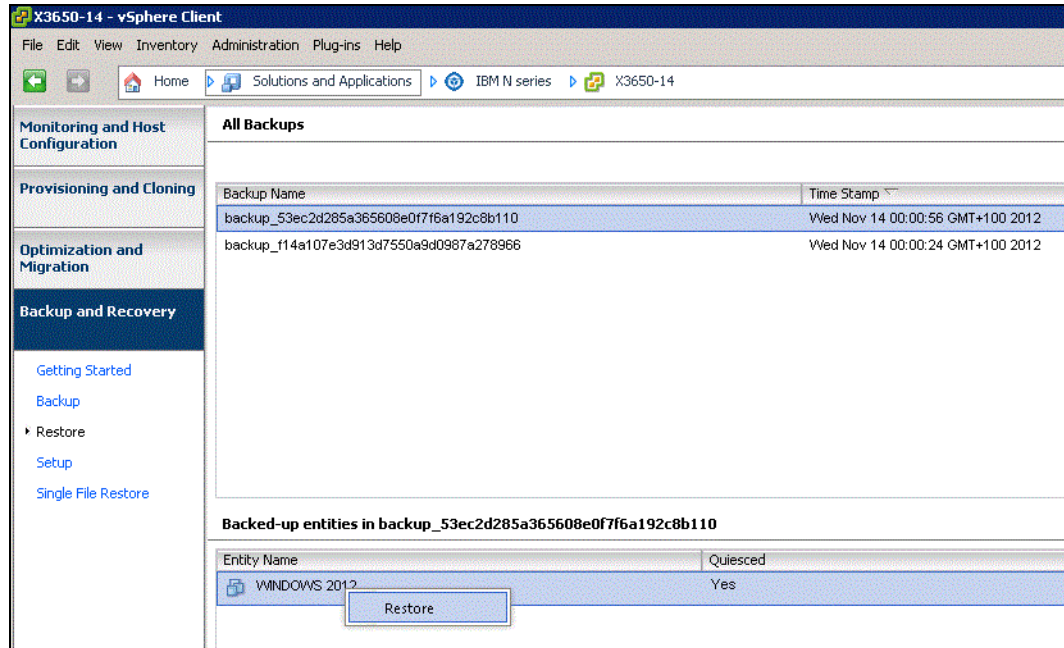 X3650-14 - vSphere Client
File Edit View Inventory Administration Plug-ins Help
Home Solutions and Applications IBM N series X3650-14
Monitoring and Host
Configuration
Provisioning and Cloning
Optimization and
Migration
Backup and Recovery
Getting Started
Backup
Restore
Setup
Single File Restore
All Backups
Backup Name Time Stamp
backup_53ec2d285a365608e0f7f6a192c8b110 Wed Nov 14 00:00:56 GMT+100 2012
backup_f14a107e3d913d7550a9d0987a278966 Wed Nov 14 00:00:24 GMT+100 2012
Backed-up entities in backup_53ec2d285a365608e0f7f6a192c8b110
Entity Name Quiesced
WINDOWS 2012 Yes
Restore